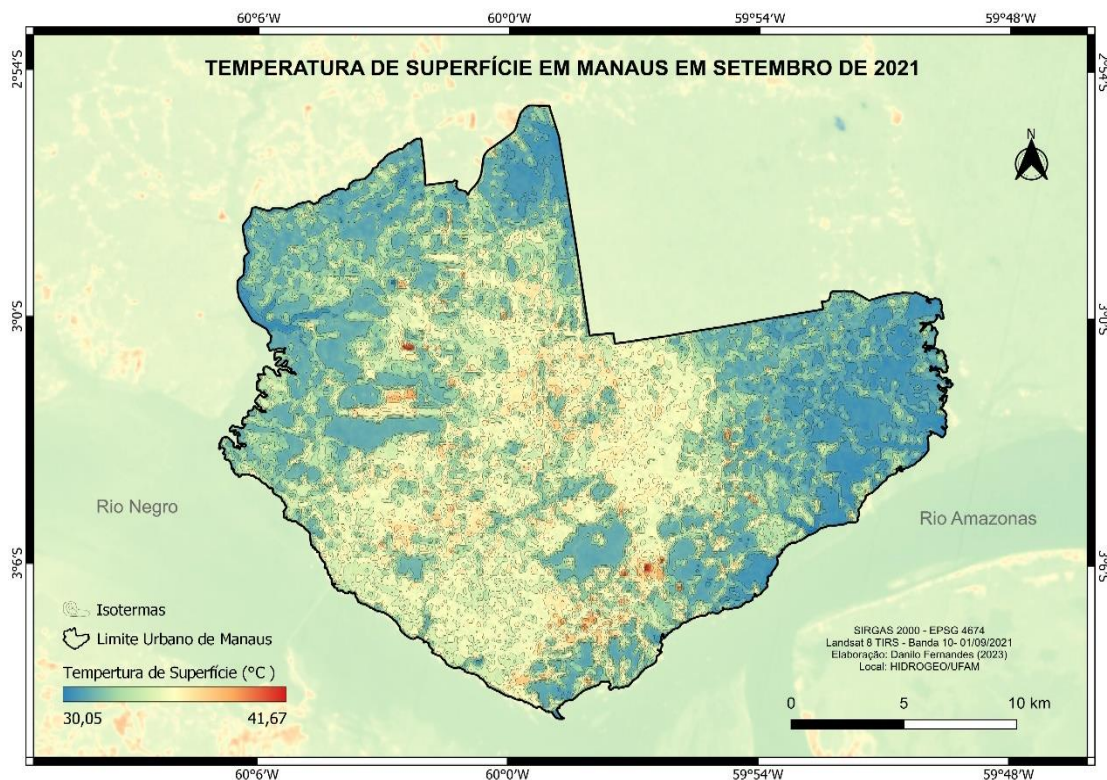 60°6'W 60°0'W 59°54'W 59°48'W
TEMPERATURA DE SUPERFÍCIE EM MANAUS EM SETEMBRO DE 2021
2°54'S 2°54'S
N
3°0'S 3°0'S
Rio Negro
Rio Amazonas
3°6'S 3°6'S
Isotermas
Limite Urbano de Manaus
Tempertura de Superfície (°C )
30,05 41,67
SIRGAS 2000 - EPSG 4674
Landsat 8 TIRS - Banda 10- 01/09/2021
Elaboração: Danilo Fernandes (2023)
Local: HIDROGEO/UFAM
0 5 10 km
60°6'W 60°0'W 59°54'W 59°48'W